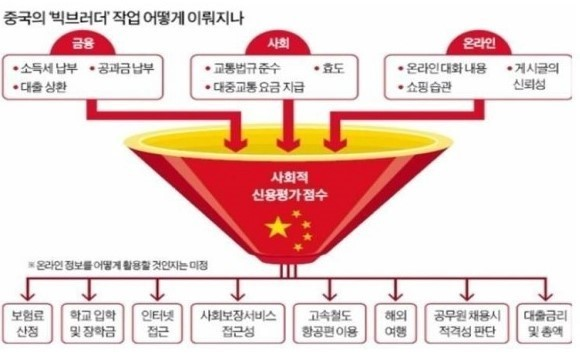 중국의 '빅브러더' 작업 어떻게 이뤄지나
금융
• 소득세 납부 • 공과금 납부
• 대출 상환
사회
• 교통법규 준수 • 효도
• 대중교통 요금 지급
온라인
• 온라인 대화 내용 • 게시글의 신뢰성
• 쇼핑 습관
사회적
신용평가 점수
※온라인 정보를 어떻게 활용할 것인지는 미정
보험료
산정
학교 입학
및 장학금
인터넷
접근
사회보장서비스
접근성
고속철도
항공편 이용
해외
여행
공무원 채용시
적격성 판단
대출금리
및 총액